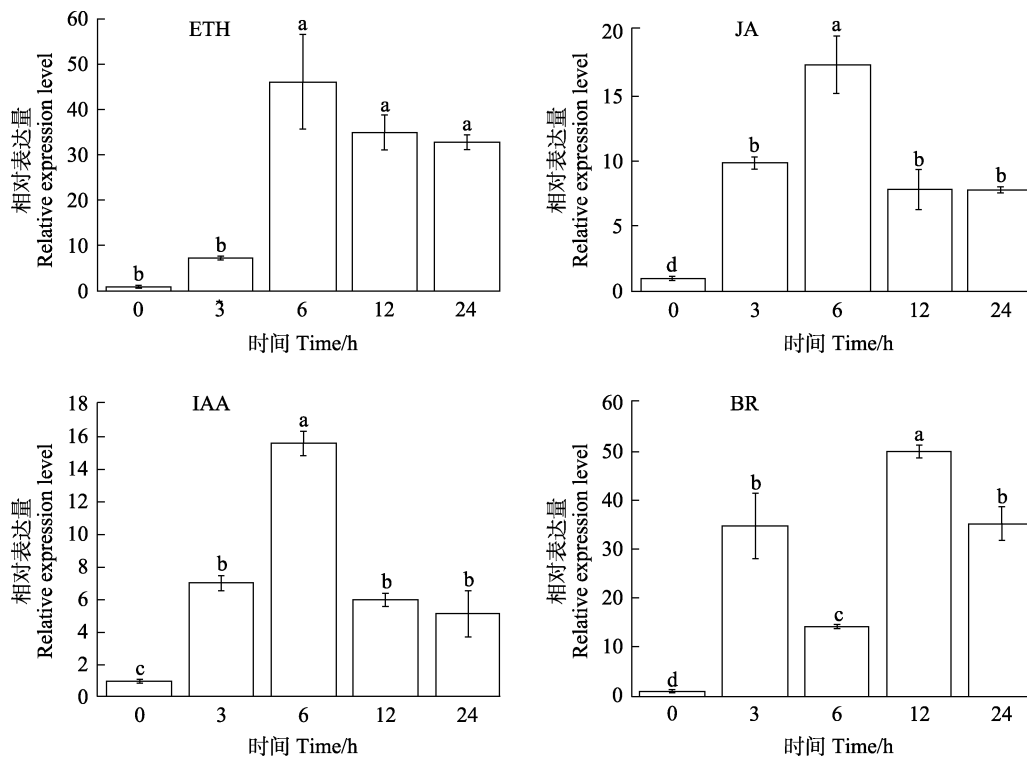 ETH
相对表达量
Relative expression level
60
50
40
30
20
10
0
b
b
a
a
a
0
3
6
12
24
时间 Time/h
JA
相对表达量
Relative expression level
20
15
10
5
0
d
b
a
b
b
0
3
6
12
24
时间 Time/h
IAA
相对表达量
Relative expression level
18
16
14
12
10
8
6
4
2
0
c
b
a
b
b
0
3
6
12
24
时间 Time/h
BR
相对表达量
Relative expression level
60
50
40
30
20
10
0
d
b
c
a
b
0
3
6
12
24
时间 Time/h